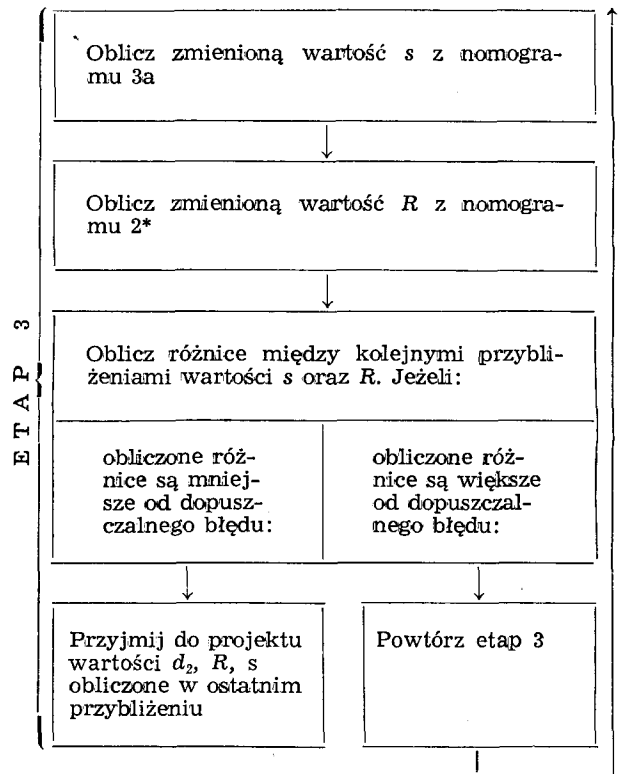 Oblicz zmienioną wartość s z nomogra-
mu 3a
Oblicz zmienioną wartość R z nomogra-
mu 2*
ETAP 3
Oblicz różnice między kolejnymi przybli-
żeniami wartości s oraz R. Jeżeli:
obliczone róż-
nice są mniej-
sze od dopusz-
czalnego błędu:
obliczone róż-
nice są większe
od dopuszczal-
nego błędu:
Przyjmij do projektu
wartości d₂, R, s
obliczone w ostatnim
przybliżeniu
Powtórz etap 3